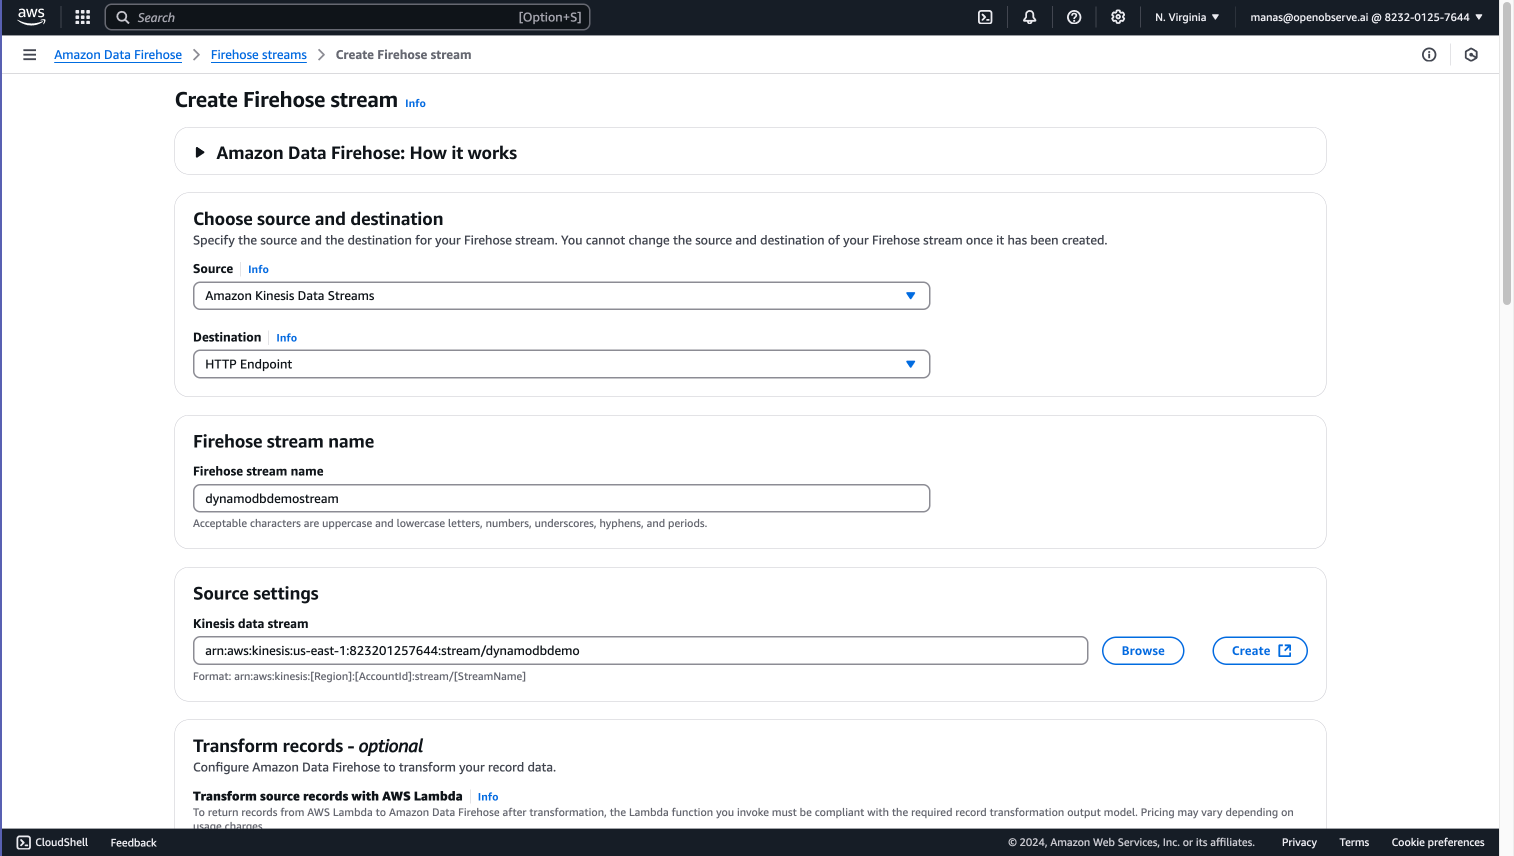 aws
Search [Option+S]
N. Virginia ▼
manas@openobserve.ai @ 8232-0125-7644 ▼
Amazon Data Firehose > Firehose streams > Create Firehose stream
Create Firehose stream Info
Amazon Data Firehose: How it works
Choose source and destination
Specify the source and the destination for your Firehose stream. You cannot change the source and destination of your Firehose stream once it has been created.
Source Info
Amazon Kinesis Data Streams
Destination Info
HTTP Endpoint
Firehose stream name
Firehose stream name
dynamodbdemostream
Acceptable characters are uppercase and lowercase letters, numbers, underscores, hyphens, and periods.
Source settings
Kinesis data stream
arn:aws:kinesis:us-east-1:823201257644:stream/dynamodbdemo
Browse
Create
Format: arn:aws:kinesis:[Region]:[AccountId]:stream/[StreamName]
Transform records - optional
Configure Amazon Data Firehose to transform your record data.
Transform source records with AWS Lambda Info
To return records from AWS Lambda to Amazon Data Firehose after transformation, the Lambda function you invoke must be compliant with the required record transformation output model. Pricing may vary depending on
usage charges.
CloudShell Feedback
© 2024, Amazon Web Services, Inc. or its affiliates. Privacy Terms Cookie preferences